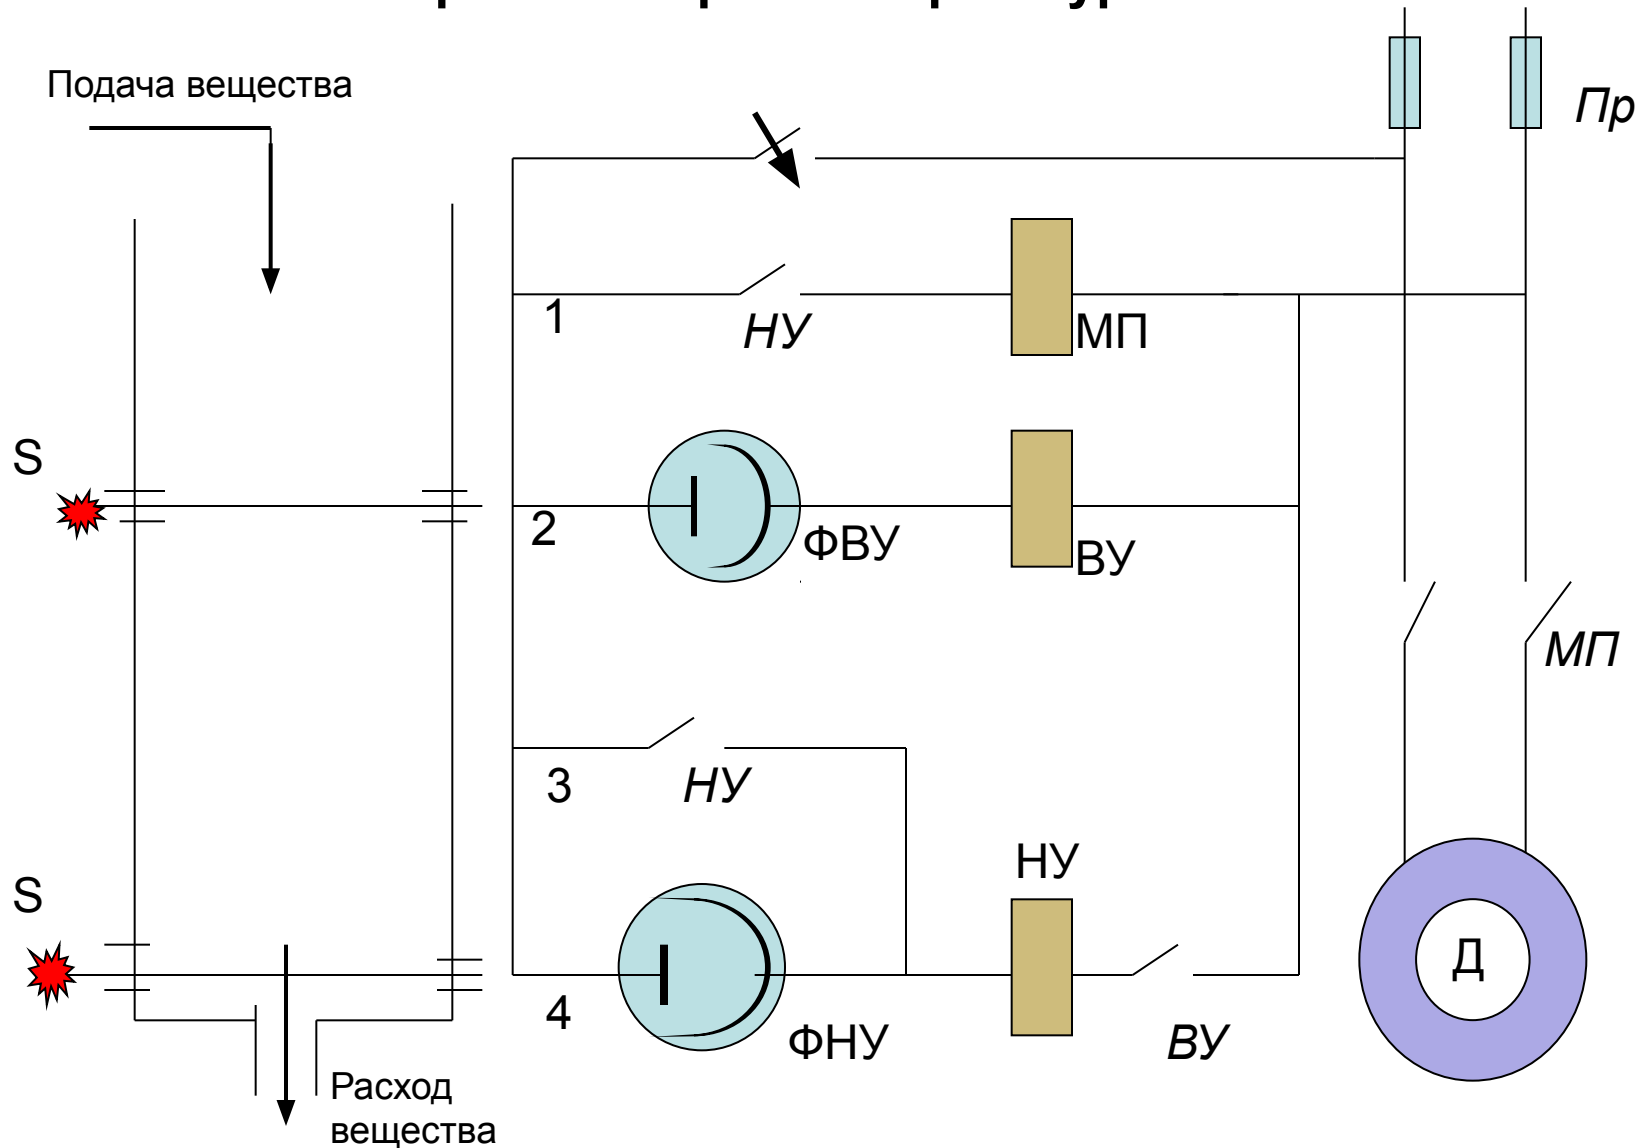 Подача вещества
Пр
1
НУ
МП
S
2
ФВУ
ВУ
МП
3
НУ
S
НУ
Д
4
ФНУ
ВУ
Расход
вещества